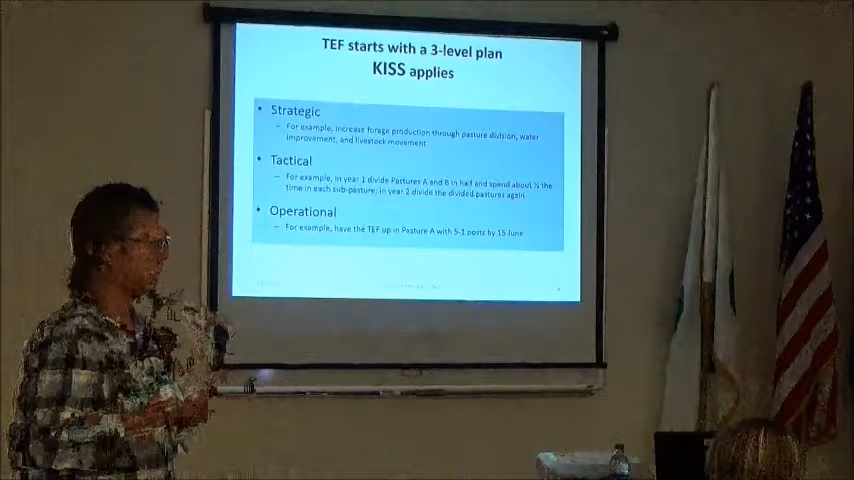 TEF starts with a 3-level plan
KISS applies
• Strategic
– For example, increase forage production through pasture division, water
improvement, and livestock movement
• Tactical
– For example, in year 1 divide Pastures A and B in half and spend about ½ the
time in each sub-pasture; in year 2 divide the divided pastures again
• Operational
– For example, have the TEF up in Pasture A with 5-1 posts by 15 June